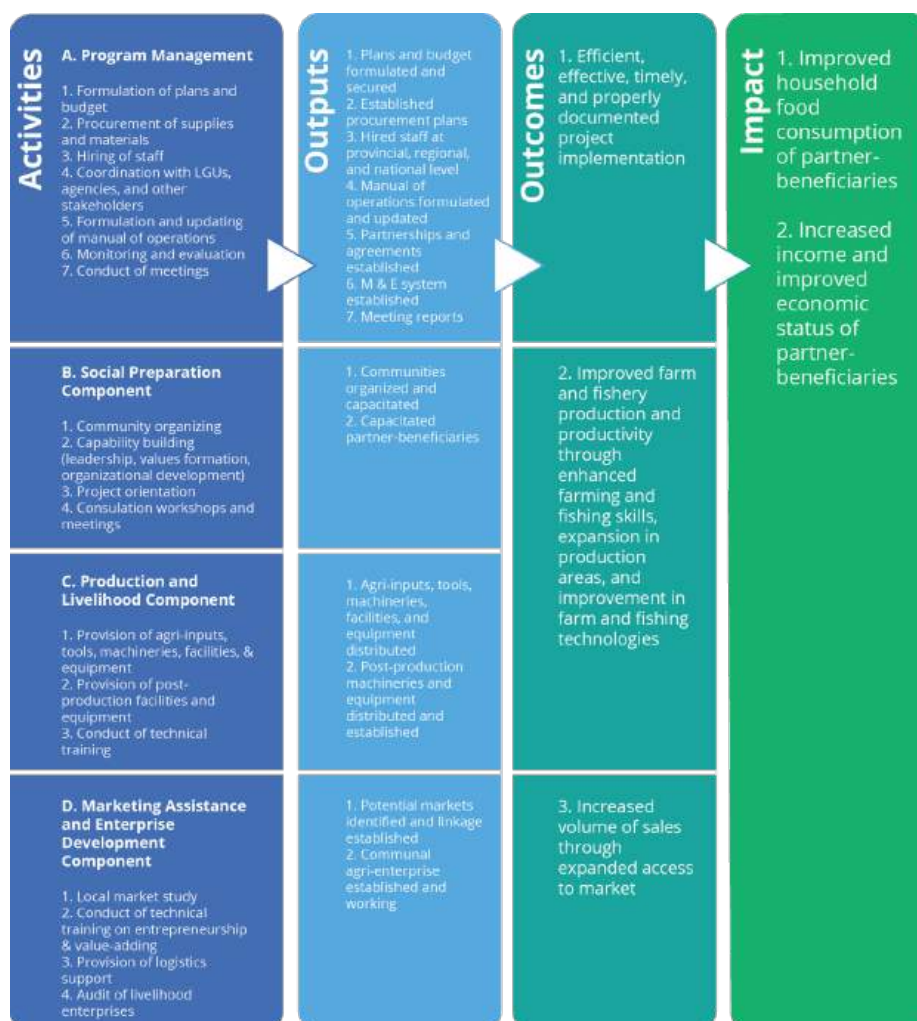 Activities
A. Program Management
1. Formulation of plans and
budget
2. Procurement of supplies
and materials
3. Hiring of staff
4. Coordination with LGUs,
agencies, and other
stakeholders
5. Formulation and updating
of manual of operations
6. Monitoring and evaluation
7. Conduct of meetings
B. Social Preparation
Component
1. Community organizing
2. Capability building
(leadership, values formation,
organizational development)
3. Project orientation
4. Consulation workshops and
meetings
C. Production and
Livelihood Component
1. Provision of agri-inputs,
tools, machineries, facilities, &
equipment
2. Provision of post-
production facilities and
equipment
3. Conduct of technical
training
D. Marketing Assistance
and Enterprise
Development
Component
1. Local market study
2. Conduct of technical
training on entrepreneurship
& value-adding
3. Provision of logistics
support
4. Audit of livelihood
enterprises
Outputs
1. Plans and budget
formulated and
secured
2. Established
procurement plans
3. Hired staff at
provincial, regional,
and national level
4. Manual of
operations formulated
and updated
5. Partnerships and
agreements
established
6. M & E system
established
7. Meeting reports
1. Communities
organized and
capacitated
2. Capacitated
partner-beneficiaries
1. Agri-inputs, tools,
machineries,
facilities, and
equipment
distributed
2. Post-production
machineries and
equipment
distributed and
established
1. Potential markets
identified and linkage
established
2. Communal
agri-enterprise
established and
working
Outcomes
1. Efficient,
effective, timely,
and properly
documented
project
implementation
2. Improved farm
and fishery
production and
productivity
through
enhanced
farming and
fishing skills,
expansion in
production
areas, and
improvement in
farm and fishing
technologies
3. Increased
volume of sales
through
expanded access
to market
Impact
1. Improved
household
food
consumption
of partner-
beneficiaries
2. Increased
income and
improved
economic
status of
partner-
beneficiaries